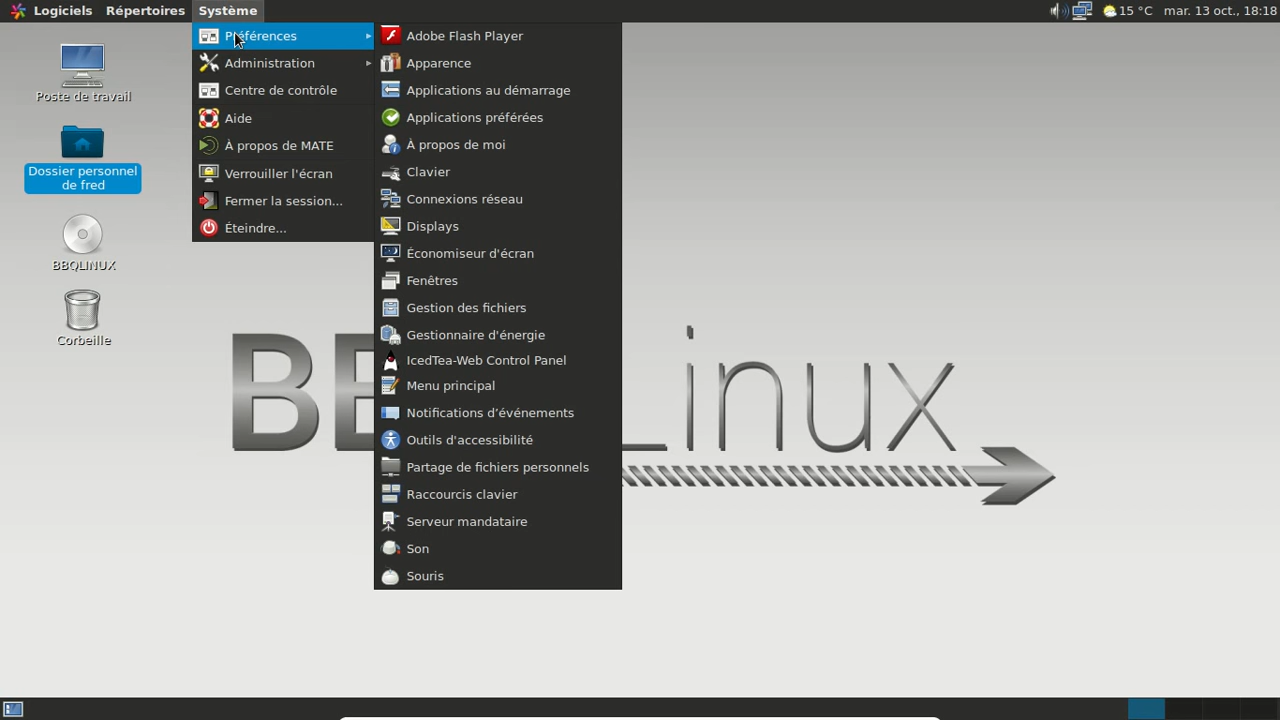 Logiciels Répertoires Système 15 °C mar. 13 oct., 18:18
Préférences
Administration
Centre de contrôle
Aide
À propos de MATE
Verrouiller l'écran
Fermer la session...
Éteindre...
Adobe Flash Player
Apparence
Applications au démarrage
Applications préférées
À propos de moi
Clavier
Connexions réseau
Displays
Économiseur d'écran
Fenêtres
Gestion des fichiers
Gestionnaire d'énergie
IcedTea-Web Control Panel
Menu principal
Notifications d’événements
Outils d'accessibilité
Partage de fichiers personnels
Raccourcis clavier
Serveur mandataire
Son
Souris
Poste de travail
Dossier personnel
de fred
BBQLINUX
Corbeille